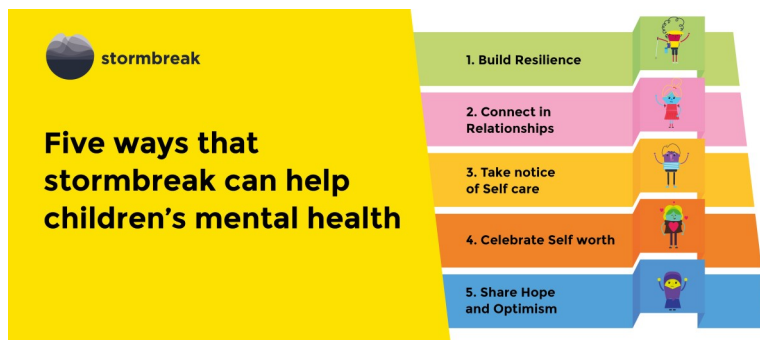 stormbreak
Five ways that
stormbreak can help
children's mental health
1. Build Resilience
2. Connect in
Relationships
3. Take notice
of Self care
4. Celebrate Self worth
5. Share Hope
and Optimism